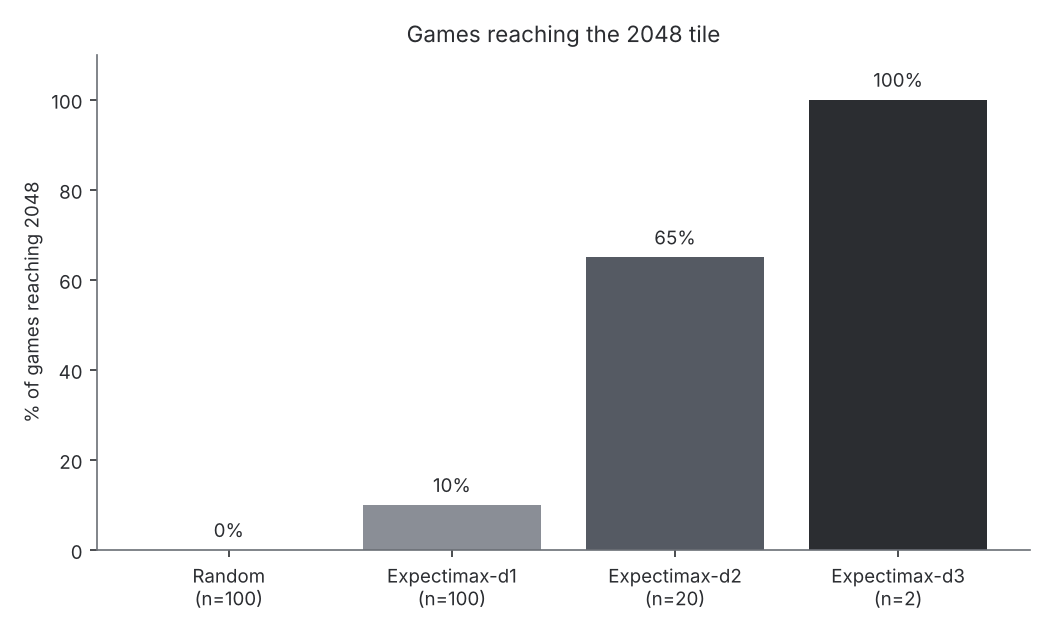 Games reaching the 2048 tile
% of games reaching 2048
100
80
60
40
20
0
0%
10%
65%
100%
Random
(n=100)
Expectimax-d1
(n=100)
Expectimax-d2
(n=20)
Expectimax-d3
(n=2)